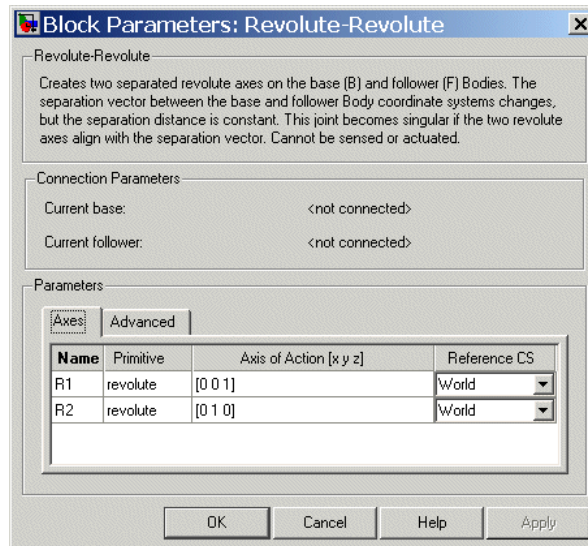 Block Parameters: Revolute-Revolute
Revolute-Revolute
Creates two separated revolute axes on the base (B) and follower (F) Bodies. The
separation vector between the base and follower Body coordinate systems changes,
but the separation distance is constant. This joint becomes singular if the two revolute
axes align with the separation vector. Cannot be sensed or actuated.
Connection Parameters
Current base: <not connected>
Current follower: <not connected>
Parameters
Axes Advanced
Name Primitive Axis of Action [x y z] Reference CS
R1 revolute [0 0 1] World
R2 revolute [0 1 0] World
OK Cancel Help Apply